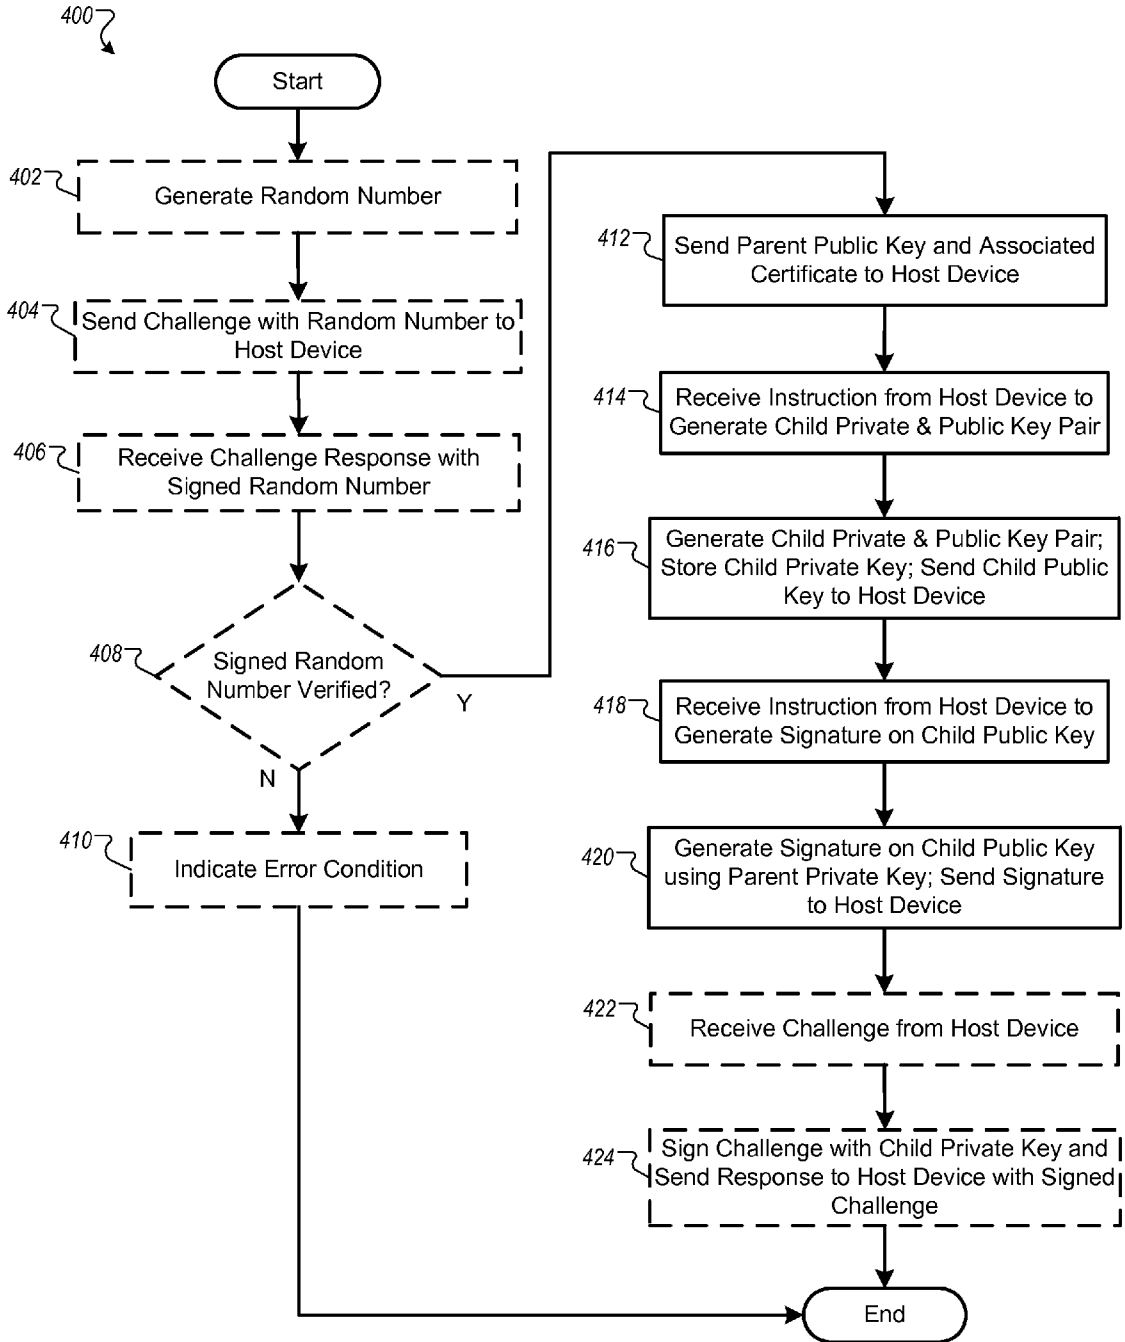 400
Start
402
Generate Random Number
404
Send Challenge with Random Number to
Host Device
406
Receive Challenge Response with
Signed Random Number
408
Signed Random
Number Verified?
Y
N
410
Indicate Error Condition
412
Send Parent Public Key and Associated
Certificate to Host Device
414
Receive Instruction from Host Device to
Generate Child Private & Public Key Pair
416
Generate Child Private & Public Key Pair;
Store Child Private Key; Send Child Public
Key to Host Device
418
Receive Instruction from Host Device to
Generate Signature on Child Public Key
420
Generate Signature on Child Public Key
using Parent Private Key; Send Signature
to Host Device
422
Receive Challenge from Host Device
424
Sign Challenge with Child Private Key and
Send Response to Host Device with Signed
Challenge
End